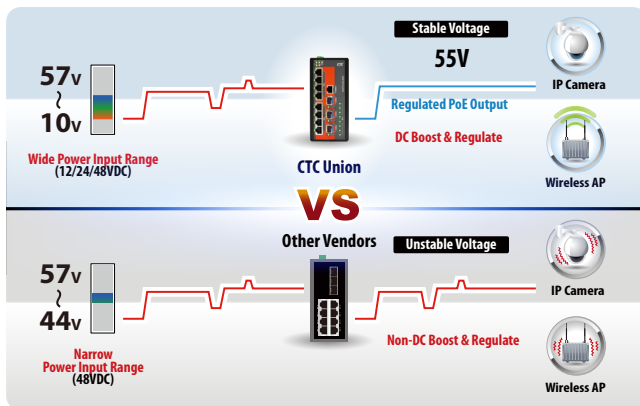 Stable Voltage
57V
~
10V
55V
IP Camera
Regulated PoE Output
DC Boost & Regulate
Wide Power Input Range
(12/24/48VDC)
CTC Union
Wireless AP
VS
Other Vendors
Unstable Voltage
57V
~
44V
IP Camera
Non-DC Boost & Regulate
Narrow
Power Input Range
(48VDC)
Wireless AP